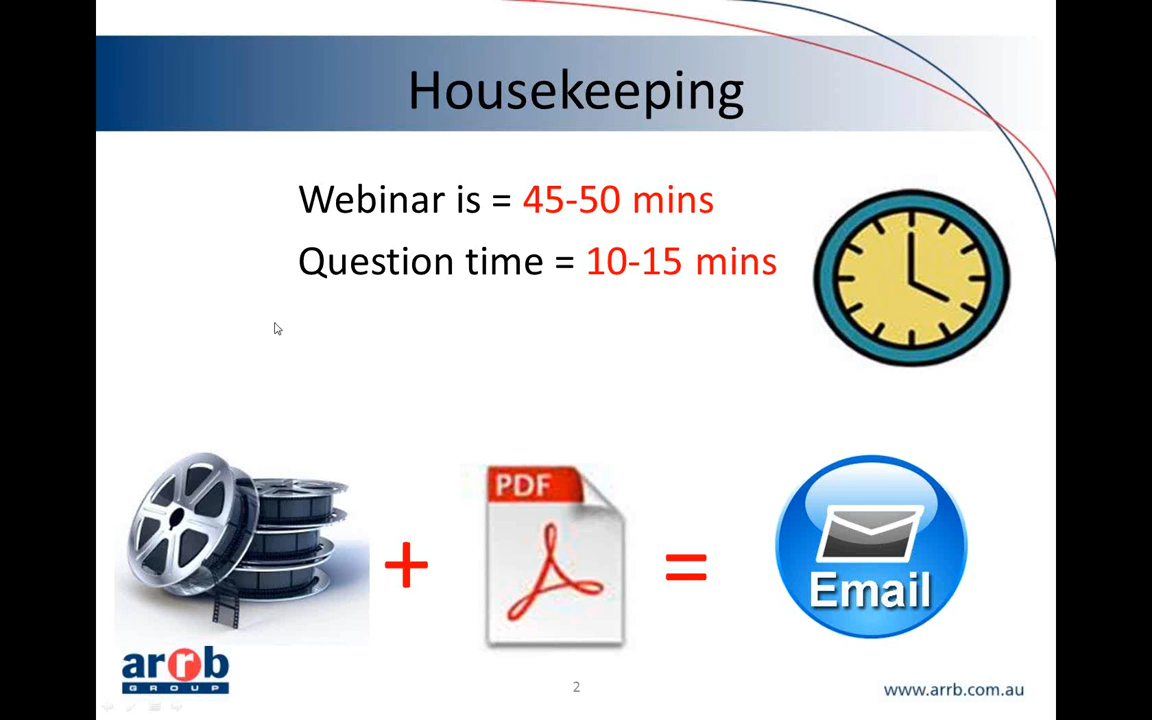 Housekeeping
Webinar is = 45-50 mins
Question time = 10-15 mins
PDF
+
=
Email
arrb
GROUP
2
www.arrb.com.au